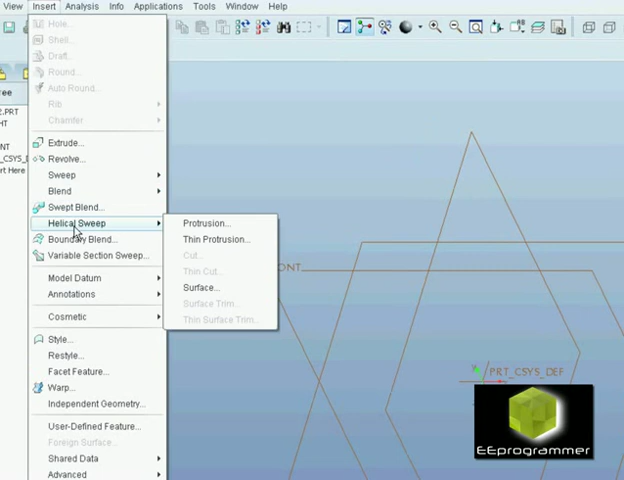 View Insert Analysis Info Applications Tools Window Help
Hole...
Shell...
Draft...
Round...
Auto Round...
Rib
Chamfer
Extrude...
Revolve...
Sweep
Blend
Swept Blend...
Helical Sweep
Boundary Blend...
Variable Section Sweep...
Model Datum
Annotations
Cosmetic
Style...
Restyle...
Facet Feature...
Warp...
Independent Geometry...
User-Defined Feature...
Foreign Surface...
Shared Data
Advanced
Protrusion...
Thin Protrusion...
Cut...
Thin Cut...
Surface...
Surface Trim...
Thin Surface Trim...
PRT_CSYS_DEF
EEprogrammer